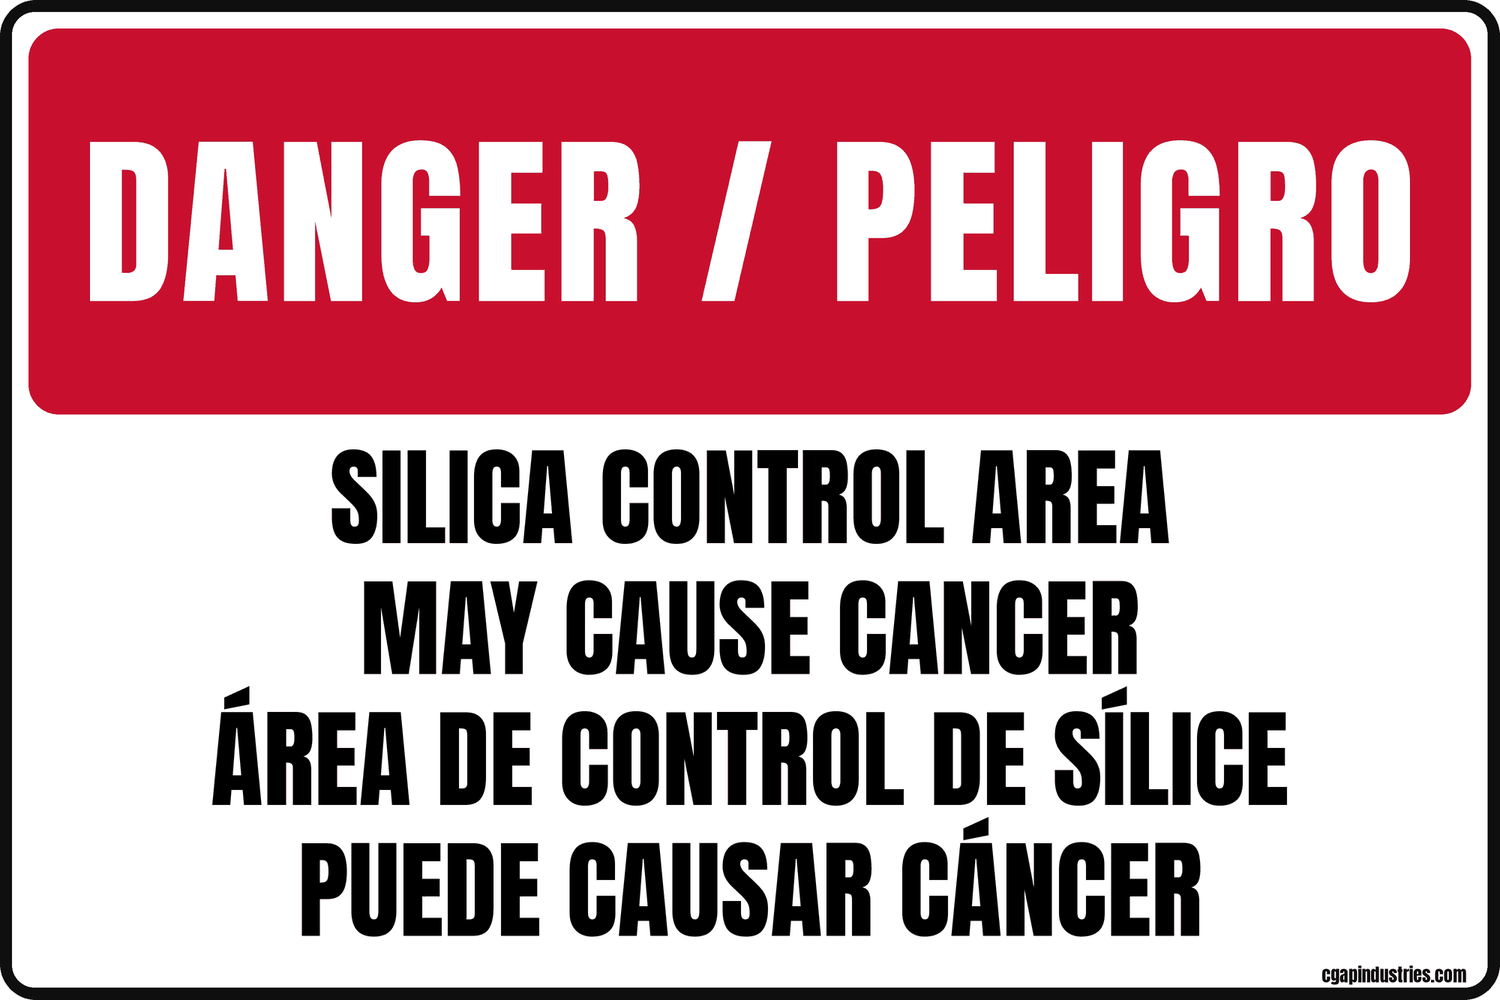 DANGER / PELIGRO
SILICA CONTROL AREA
MAY CAUSE CANCER
ÁREA DE CONTROL DE SÍLICE
PUEDE CAUSAR CÁNCER
cgapindustries.com